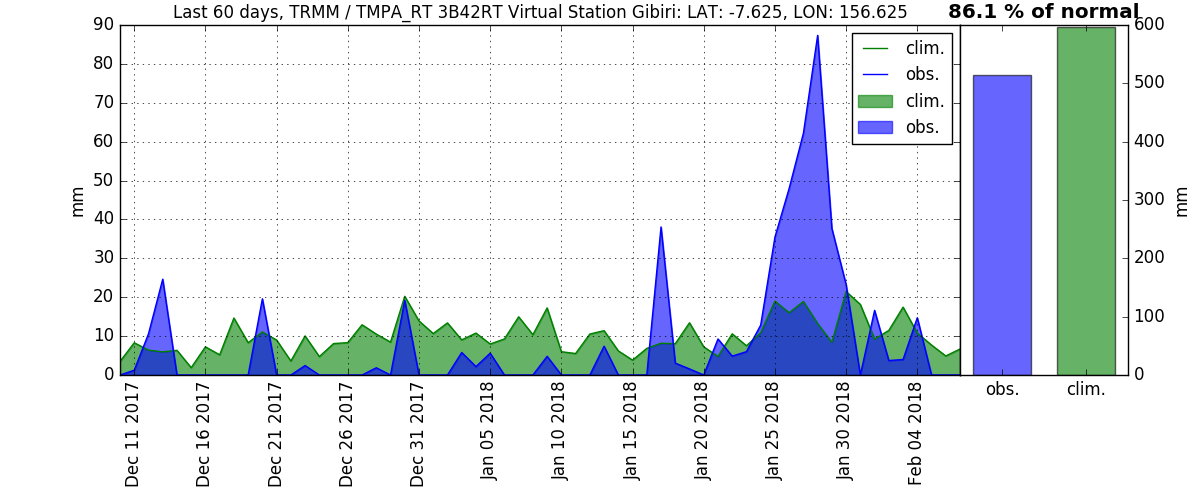 Last 60 days, TRMM / TMPA_RT 3B42RT Virtual Station Gibiri: LAT: -7.625, LON: 156.625
86.1 % of normal
90
80
70
60
50
40
30
20
10
0
mm
clim.
obs.
clim.
obs.
600
500
400
300
200
100
0
mm
obs.
clim.
Dec 11 2017
Dec 16 2017
Dec 21 2017
Dec 26 2017
Dec 31 2017
Jan 05 2018
Jan 10 2018
Jan 15 2018
Jan 20 2018
Jan 25 2018
Jan 30 2018
Feb 04 2018